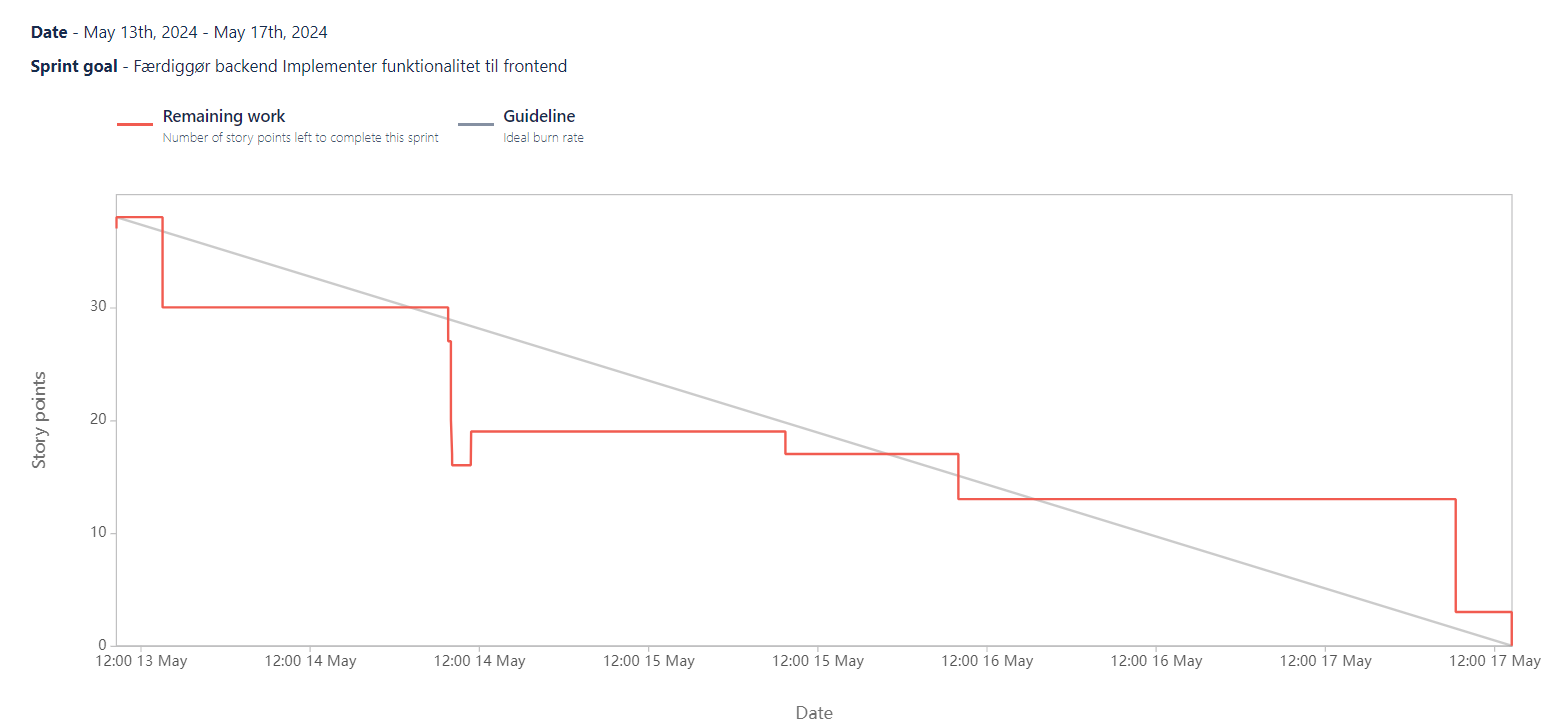 Date - May 13th, 2024 - May 17th, 2024
Sprint goal - Færdiggør backend Implementer funktionalitet til frontend
Remaining work
Number of story points left to complete this sprint
Guideline
Ideal burn rate
Story points
30
20
10
0
12:00 13 May 12:00 14 May 12:00 14 May 12:00 15 May 12:00 15 May 12:00 16 May 12:00 16 May 12:00 17 May 12:00 17 May
Date